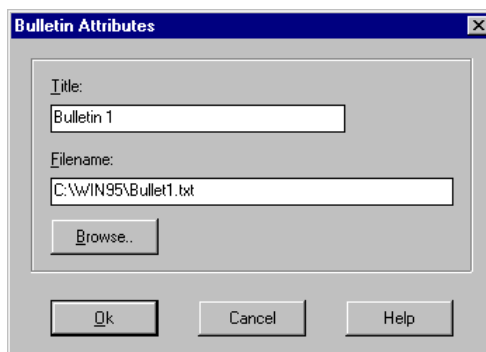 Bulletin Attributes
Title:
Bulletin 1
Filename:
C:\WIN95\Bullet1.txt
Browse..
Ok
Cancel
Help